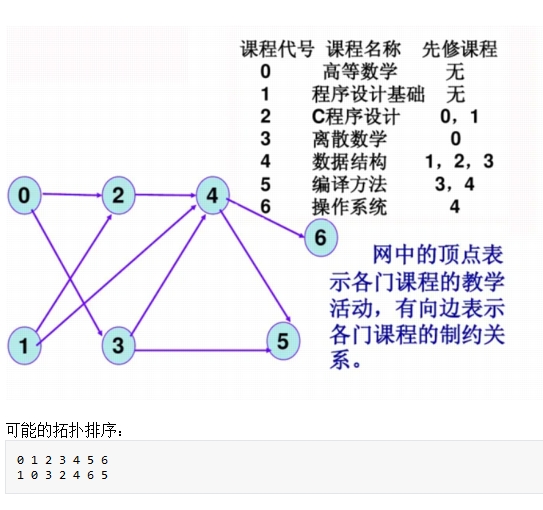 课程代号 课程名称 先修课程
0 高等数学 无
1 程序设计基础 无
2 C程序设计 0，1
3 离散数学 0
4 数据结构 1，2，3
5 编译方法 3，4
6 操作系统 4
0 2 4
6
1 3 5
网中的顶点表
示各门课程的教学
活动，有向边表示
各门课程的制约关
系。
可能的拓扑排序：
0 1 2 3 4 5 6
1 0 3 2 4 6 5